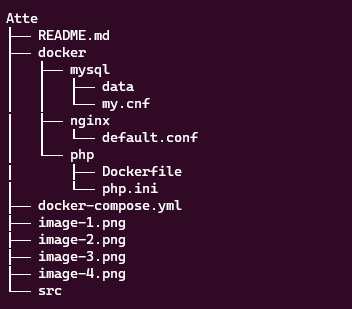 Atte
├── README.md
├── docker
│   ├── mysql
│   │   ├── data
│   │   └── my.cnf
│   ├── nginx
│   │   └── default.conf
│   └── php
│       ├── Dockerfile
│       └── php.ini
├── docker-compose.yml
├── image-1.png
├── image-2.png
├── image-3.png
├── image-4.png
└── src